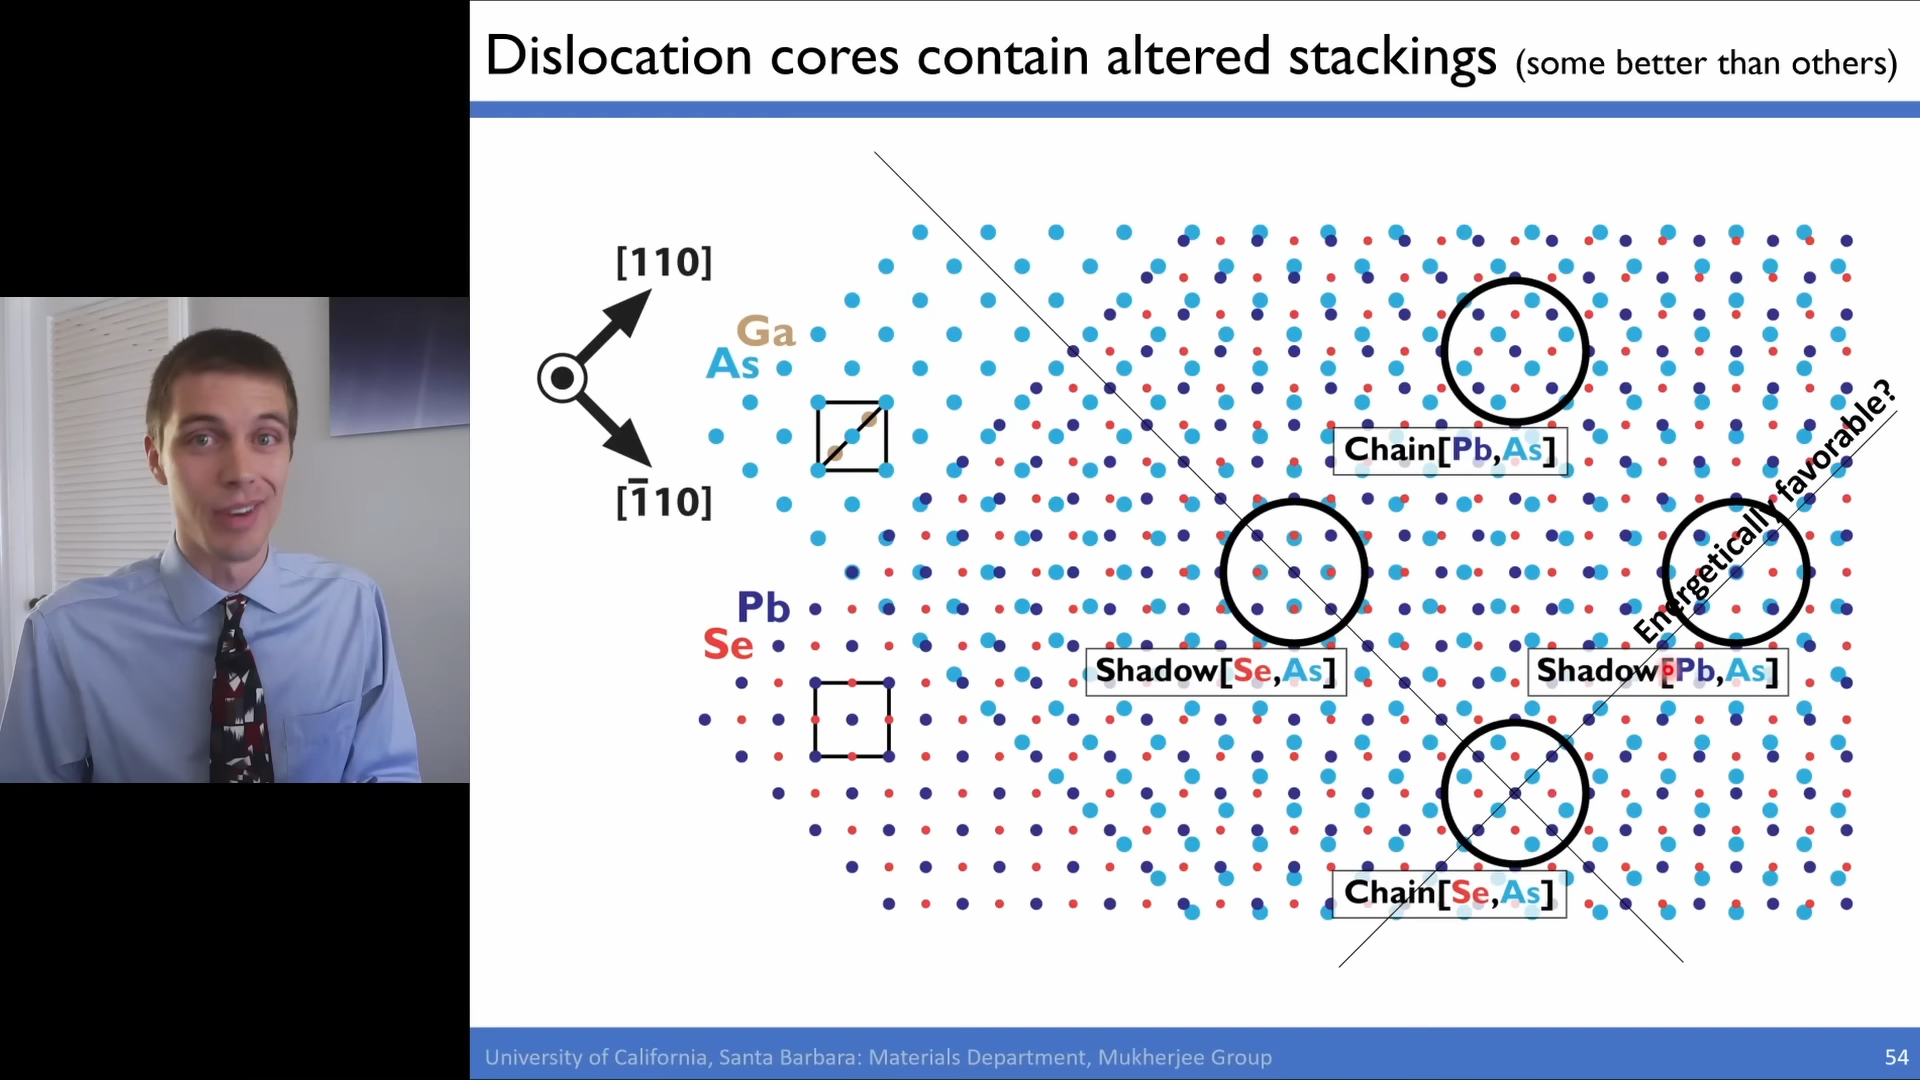 Dislocation cores contain altered stackings (some better than others)
[110]
Ga
As
[1̄10]
Pb
Se
Chain[Pb,As]
Energetically favorable?
Shadow[Se,As]
Shadow[Pb,As]
Chain[Se,As]
University of California, Santa Barbara: Materials Department, Mukherjee Group
54